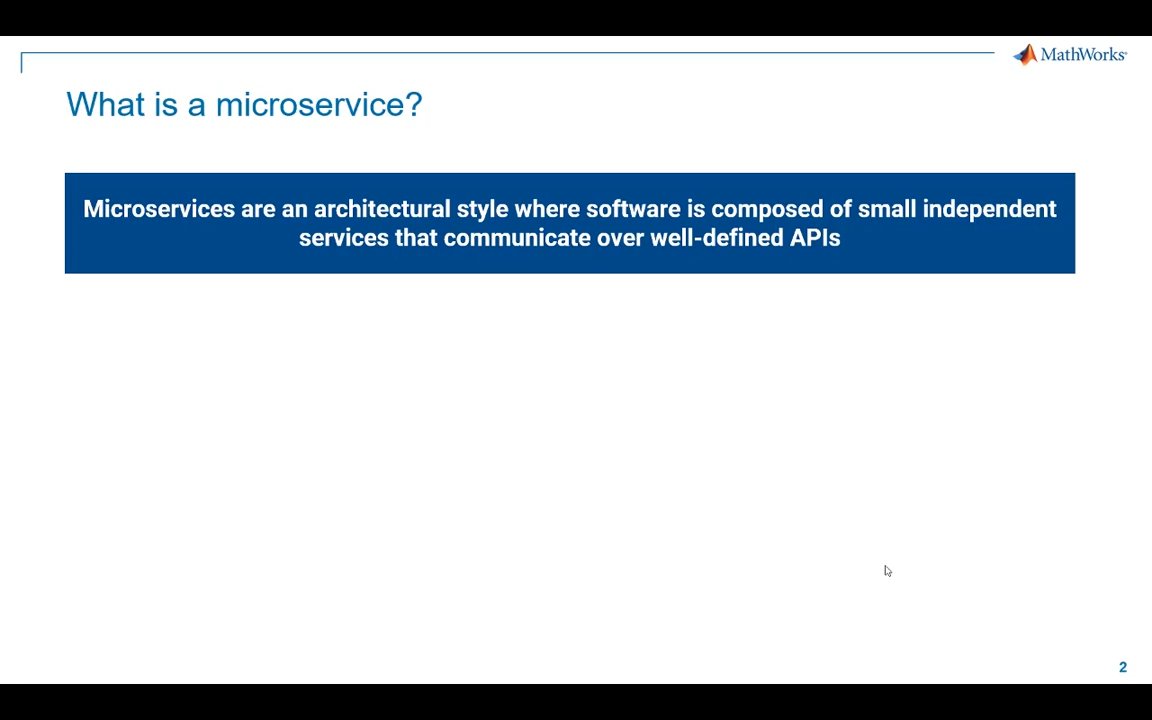 MathWorks®
What is a microservice?
Microservices are an architectural style where software is composed of small independent
services that communicate over well-defined APIs
2